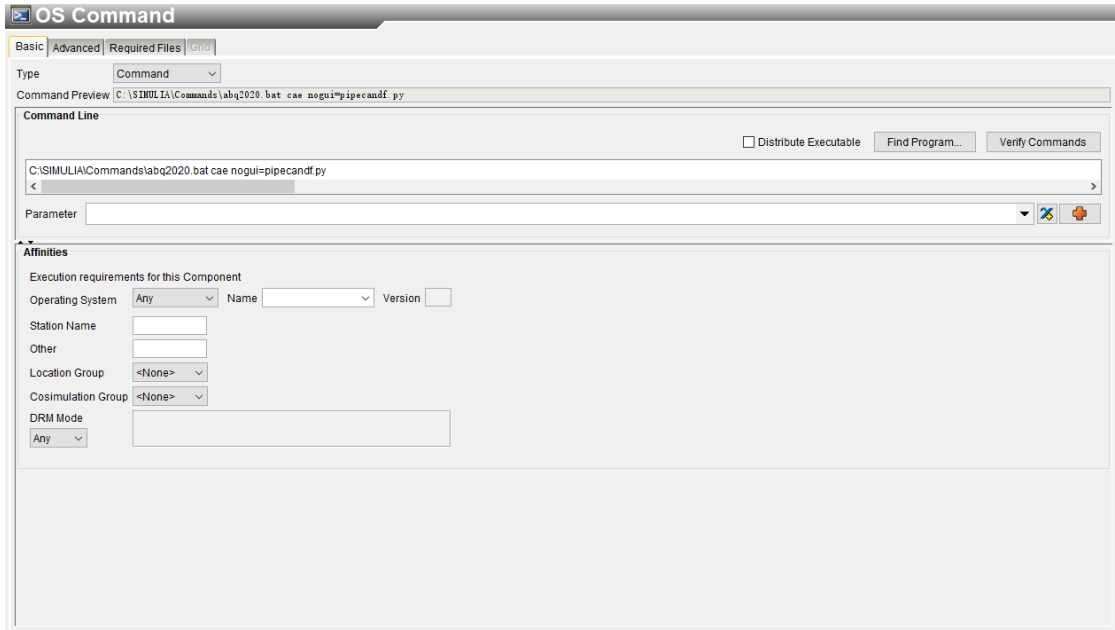 OS Command
Basic Advanced Required Files Grid
Type Command
Command Preview C:\SIMULIA\Commands\abq2020.bat cae nogui=pipecandf.py
Command Line
Distribute Executable Find Program... Verify Commands
C:\SIMULIA\Commands\abq2020.bat cae nogui=pipecandf.py
Parameter
Affinities
Execution requirements for this Component
Operating System Any Name Version
Station Name
Other
Location Group <None>
Cosimulation Group <None>
DRM Mode
Any